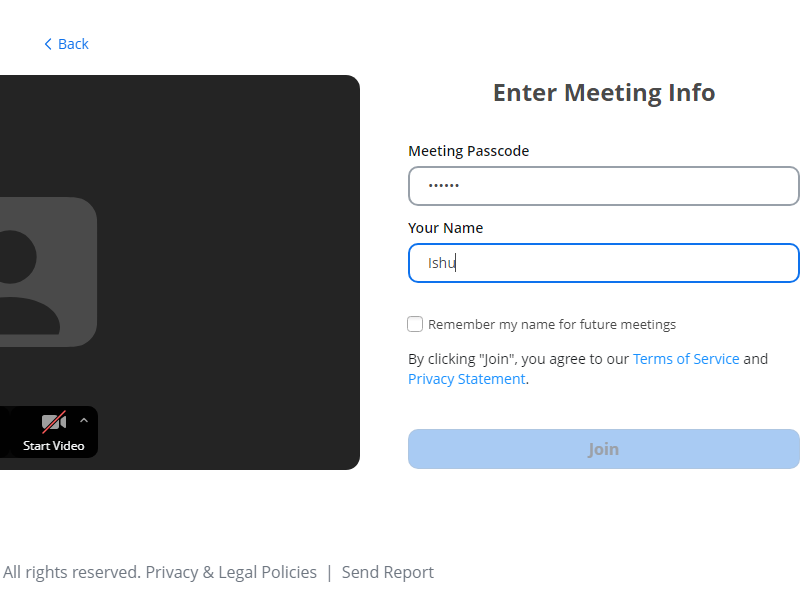 Back
Enter Meeting Info
Meeting Passcode
••••••
Your Name
Ishu
Remember my name for future meetings
By clicking "Join", you agree to our Terms of Service and
Privacy Statement.
Start Video
Join
All rights reserved. Privacy & Legal Policies | Send Report